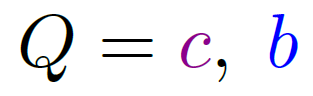 Q = c, b